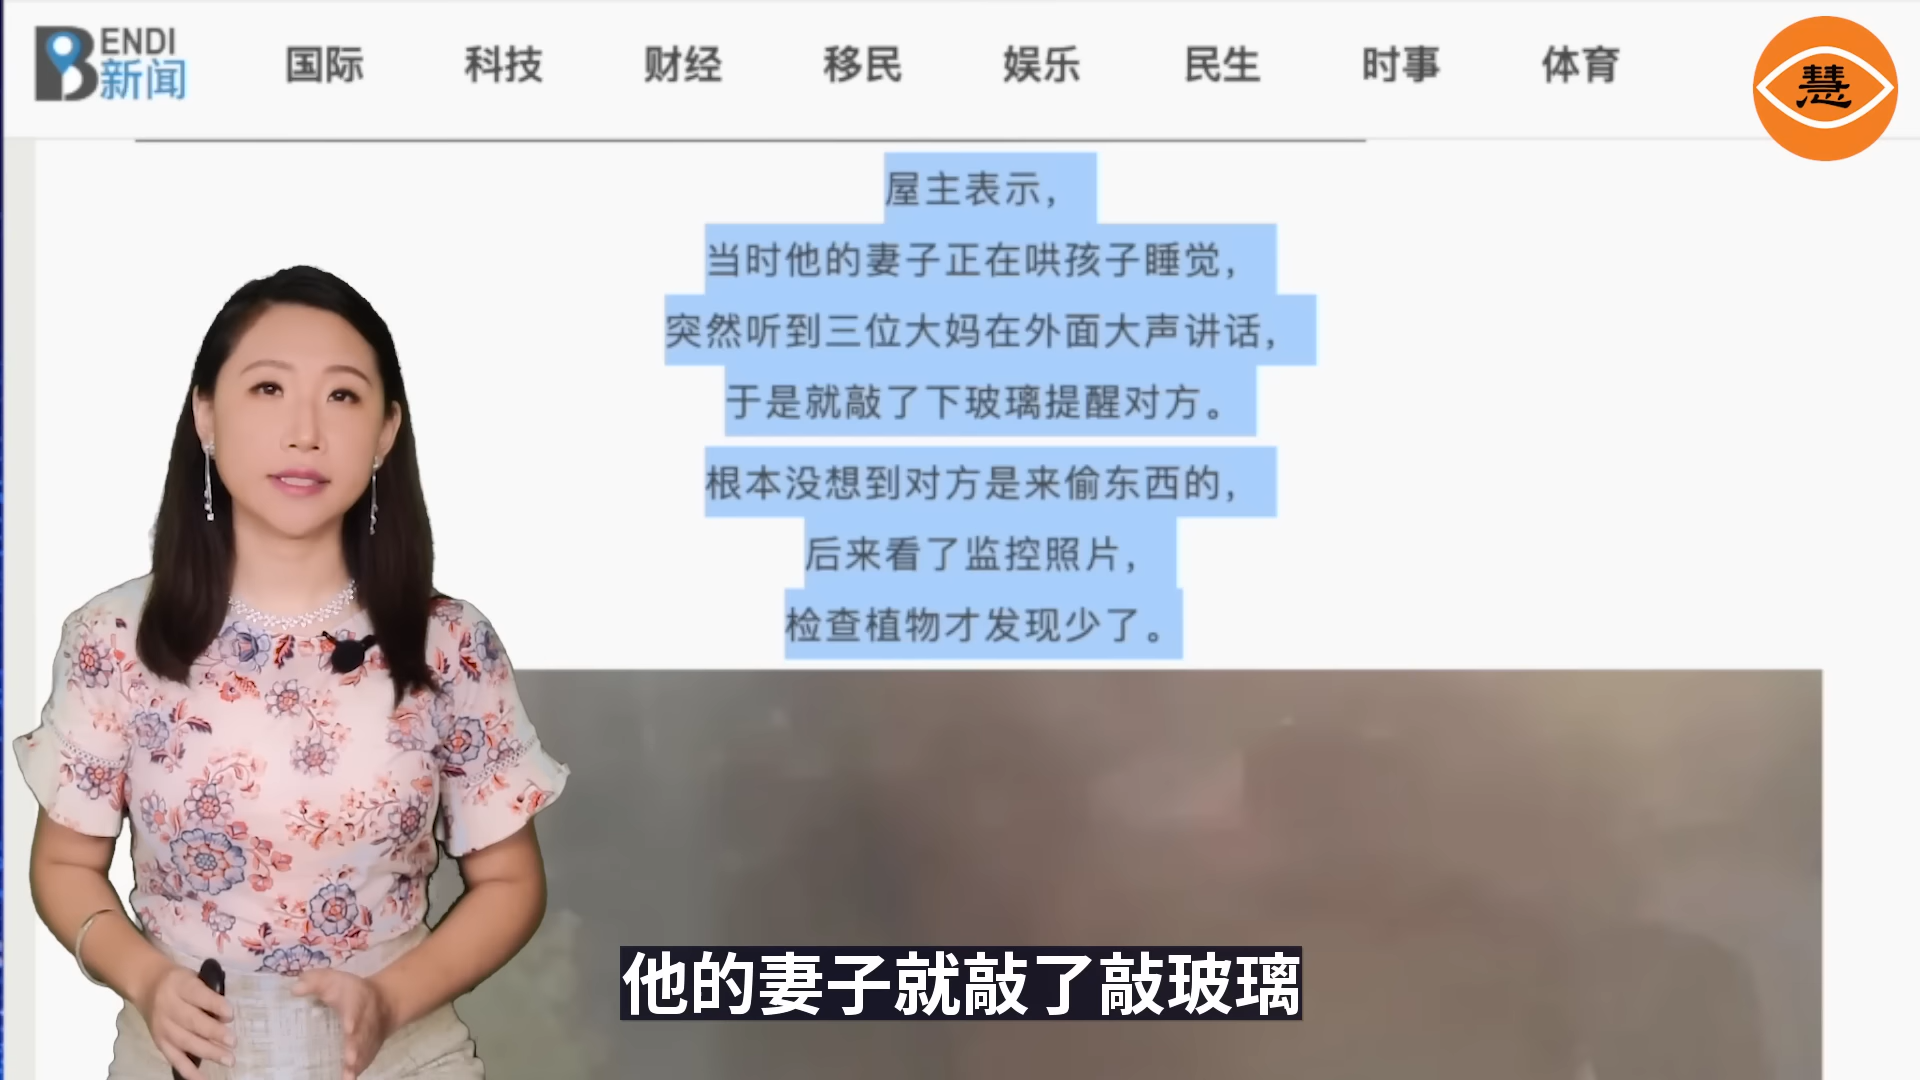 BENDI
新闻
国际 科技 财经 移民 娱乐 民生 时事 体育
慧
屋主表示，
当时他的妻子正在哄孩子睡觉，
突然听到三位大妈在外面大声讲话，
于是就敲了下玻璃提醒对方。
根本没想到对方是来偷东西的，
后来看了监控照片，
检查植物才发现少了。
他的妻子就敲了敲玻璃